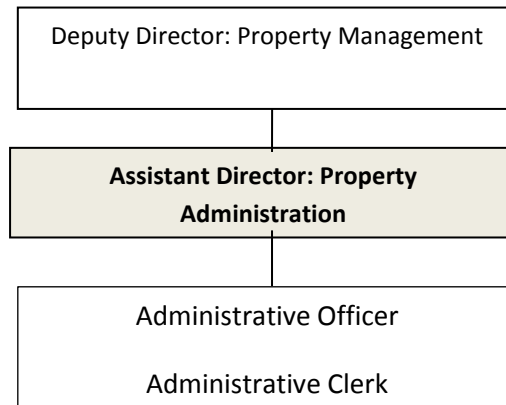 Deputy Director: Property Management
Assistant Director: Property
Administration
Administrative Officer
Administrative Clerk